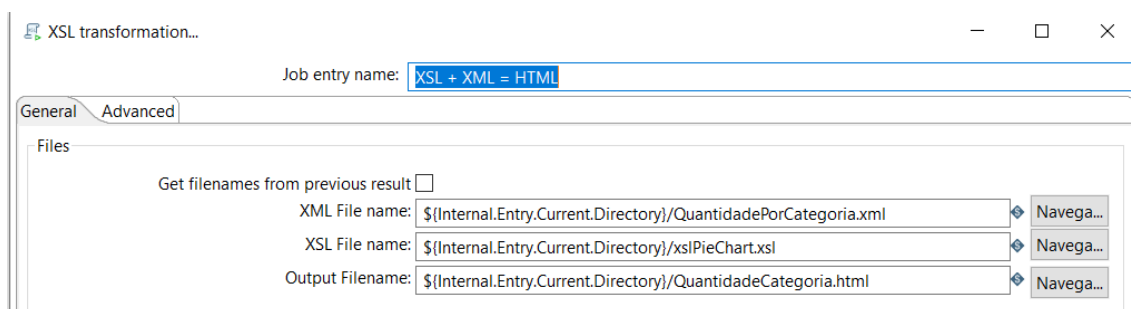 XSL transformation...
Job entry name: XSL + XML = HTML
General Advanced
Files
Get filenames from previous result
XML File name: ${Internal.Entry.Current.Directory}/QuantidadePorCategoria.xml Navega...
XSL File name: ${Internal.Entry.Current.Directory}/xslPieChart.xsl Navega...
Output Filename: ${Internal.Entry.Current.Directory}/QuantidadeCategoria.html Navega...